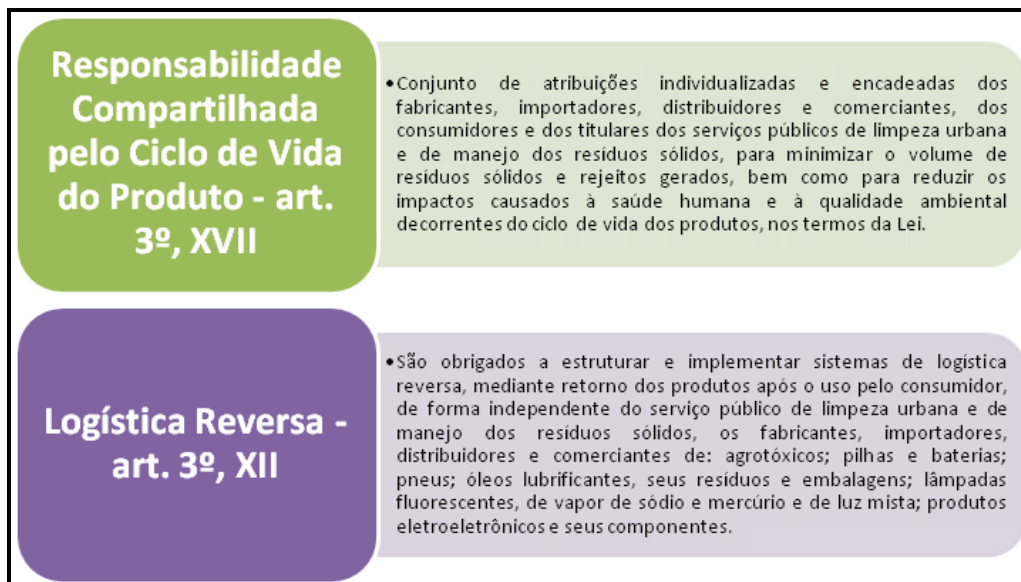 Responsabilidade
Compartilhada
pelo Ciclo de Vida
do Produto - art.
3º, XVII
•Conjunto de atribuições individualizadas e encadeadas dos
fabricantes, importadores, distribuidores e comerciantes, dos
consumidores e dos titulares dos serviços públicos de limpeza urbana
e de manejo dos resíduos sólidos, para minimizar o volume de
resíduos sólidos e rejeitos gerados, bem como para reduzir os
impactos causados à saúde humana e à qualidade ambiental
decorrentes do ciclo de vida dos produtos, nos termos da Lei.
Logística Reversa -
art. 3º, XII
•São obrigados a estruturar e implementar sistemas de logística
reversa, mediante retorno dos produtos após o uso pelo consumidor,
de forma independente do serviço público de limpeza urbana e de
manejo dos resíduos sólidos, os fabricantes, importadores,
distribuidores e comerciantes de: agrotóxicos; pilhas e baterias;
pneus; óleos lubrificantes, seus resíduos e embalagens; lâmpadas
fluorescentes, de vapor de sódio e mercúrio e de luz mista; produtos
eletroeletrônicos e seus componentes.